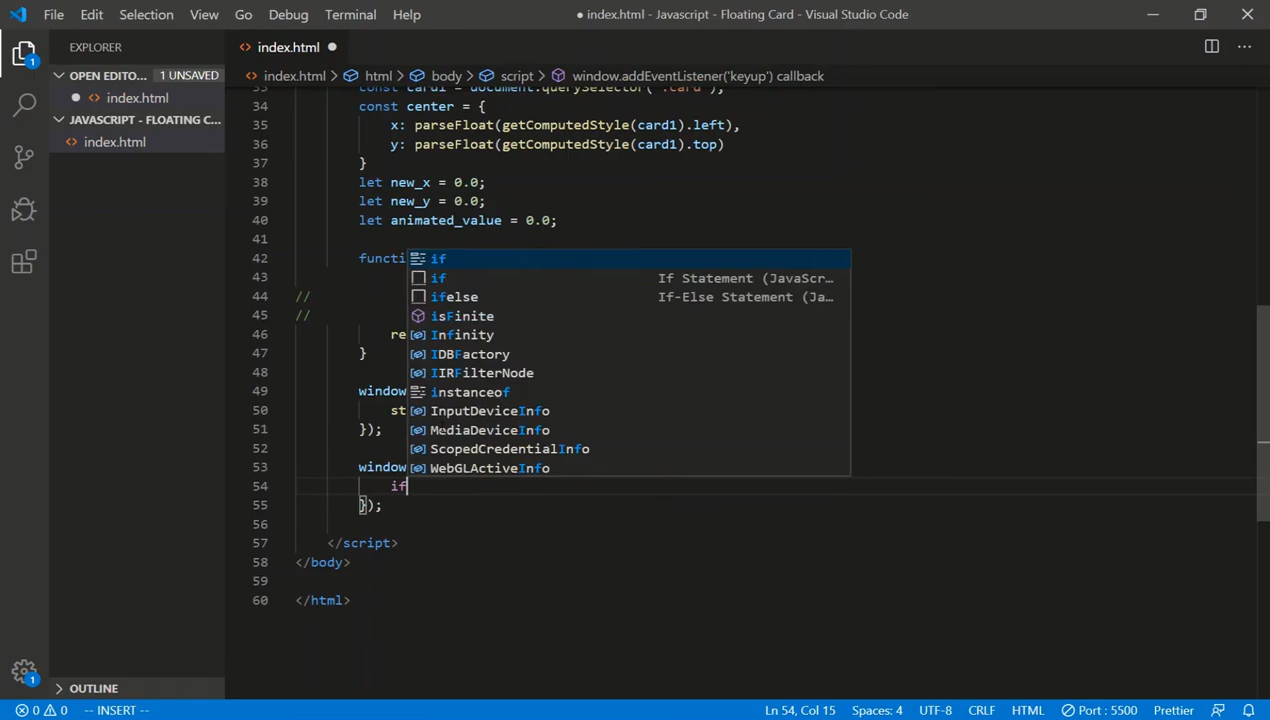 File Edit Selection View Go Debug Terminal Help
● index.html - Javascript - Floating Card - Visual Studio Code
EXPLORER
index.html
OPEN EDITO... 1 UNSAVED
index.html > html > body > script > window.addEventListener('keyup') callback
index.html
JAVASCRIPT - FLOATING C...
index.html
33 const card1 = document.querySelector(".card");
34 const center = {
35 x: parseFloat(getComputedStyle(card1).left),
36 y: parseFloat(getComputedStyle(card1).top)
37 }
38 let new_x = 0.0;
39 let new_y = 0.0;
40 let animated_value = 0.0;
41
42 functi
43
44 //
45 //
46 re
47 }
48
49 window
50 st
51 });
52
53 window
54 if
55 });
56
57 </script>
58 </body>
59
60 </html>
if
if If Statement (JavaScr...
ifelse If-Else Statement (Ja...
isFinite
Infinity
IDBFactory
IIRFilterNode
instanceof
InputDeviceInfo
MediaDeviceInfo
ScopedCredentialInfo
WebGLActiveInfo
1
1
OUTLINE
0 0 -- INSERT -- Ln 54, Col 15 Spaces: 4 UTF-8 CRLF HTML Port : 5500 Prettier